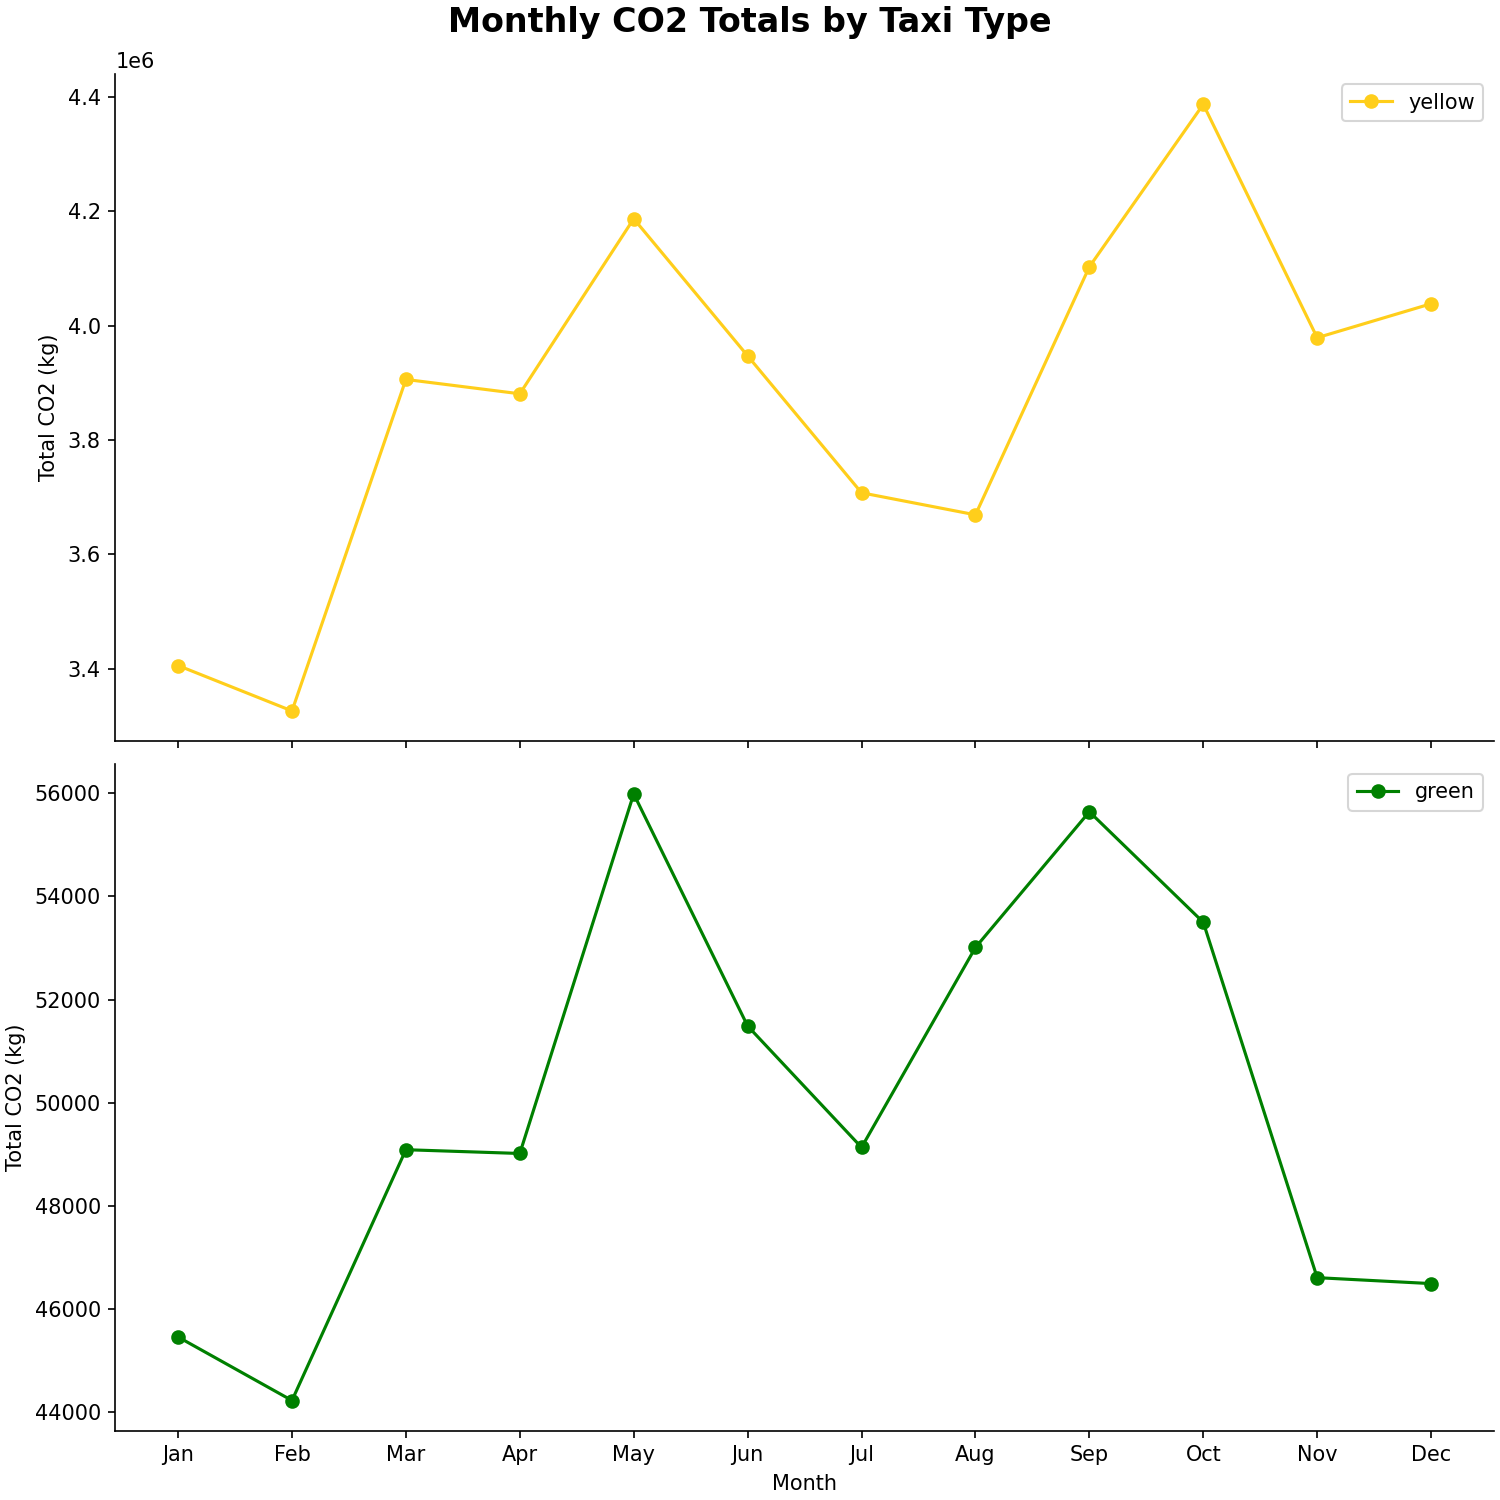 Monthly CO2 Totals by Taxi Type
1e6
yellow
4.4
4.2
4.0
3.8
3.6
3.4
Total CO2 (kg)
green
56000
54000
52000
50000
48000
46000
44000
Total CO2 (kg)
Jan Feb Mar Apr May Jun Jul Aug Sep Oct Nov Dec
Month